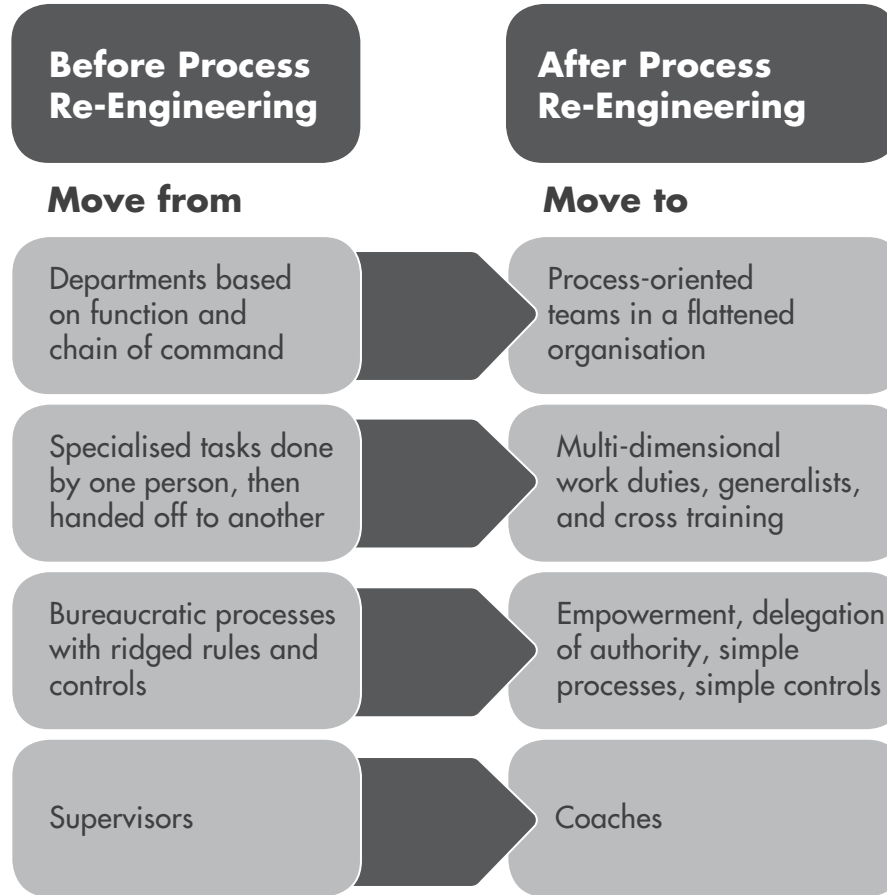 Before Process
Re-Engineering
After Process
Re-Engineering
Move from
Move to
Departments based
on function and
chain of command
Process-oriented
teams in a flattened
organisation
Specialised tasks done
by one person, then
handed off to another
Multi-dimensional
work duties, generalists,
and cross training
Bureaucratic processes
with ridged rules and
controls
Empowerment, delegation
of authority, simple
processes, simple controls
Supervisors
Coaches